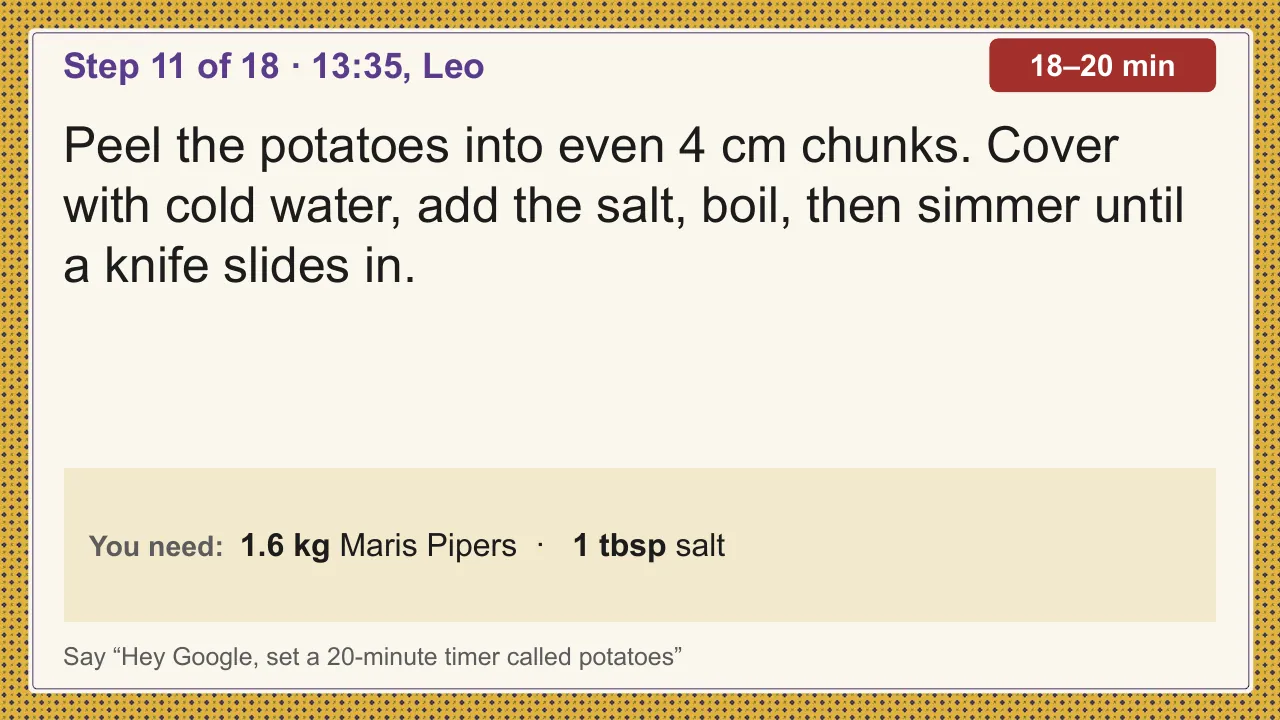 Step 11 of 18 · 13:35, Leo
18–20 min
Peel the potatoes into even 4 cm chunks. Cover
with cold water, add the salt, boil, then simmer until
a knife slides in.
You need: 1.6 kg Maris Pipers · 1 tbsp salt
Say “Hey Google, set a 20-minute timer called potatoes”